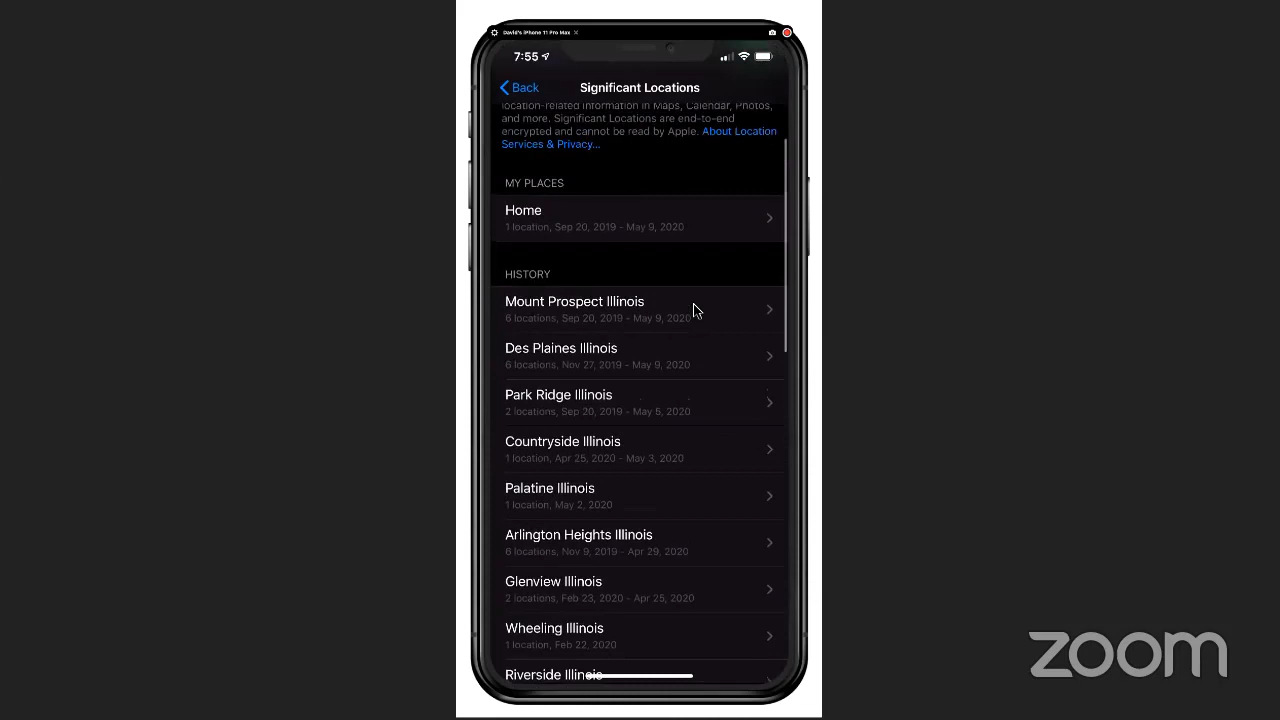 David's iPhone 11 Pro Max
7:55
Back
Significant Locations
location-related information in Maps, Calendar, Photos,
and more. Significant Locations are end-to-end
encrypted and cannot be read by Apple. About Location
Services & Privacy...
MY PLACES
Home
1 location, Sep 20, 2019 - May 9, 2020
HISTORY
Mount Prospect Illinois
6 locations, Sep 20, 2019 - May 9, 2020
Des Plaines Illinois
6 locations, Nov 27, 2019 - May 9, 2020
Park Ridge Illinois
2 locations, Sep 20, 2019 - May 5, 2020
Countryside Illinois
1 location, Apr 25, 2020 - May 3, 2020
Palatine Illinois
1 location, May 2, 2020
Arlington Heights Illinois
6 locations, Nov 9, 2019 - Apr 29, 2020
Glenview Illinois
2 locations, Feb 23, 2020 - Apr 25, 2020
Wheeling Illinois
1 location, Feb 22, 2020
Riverside Illinois
zoom